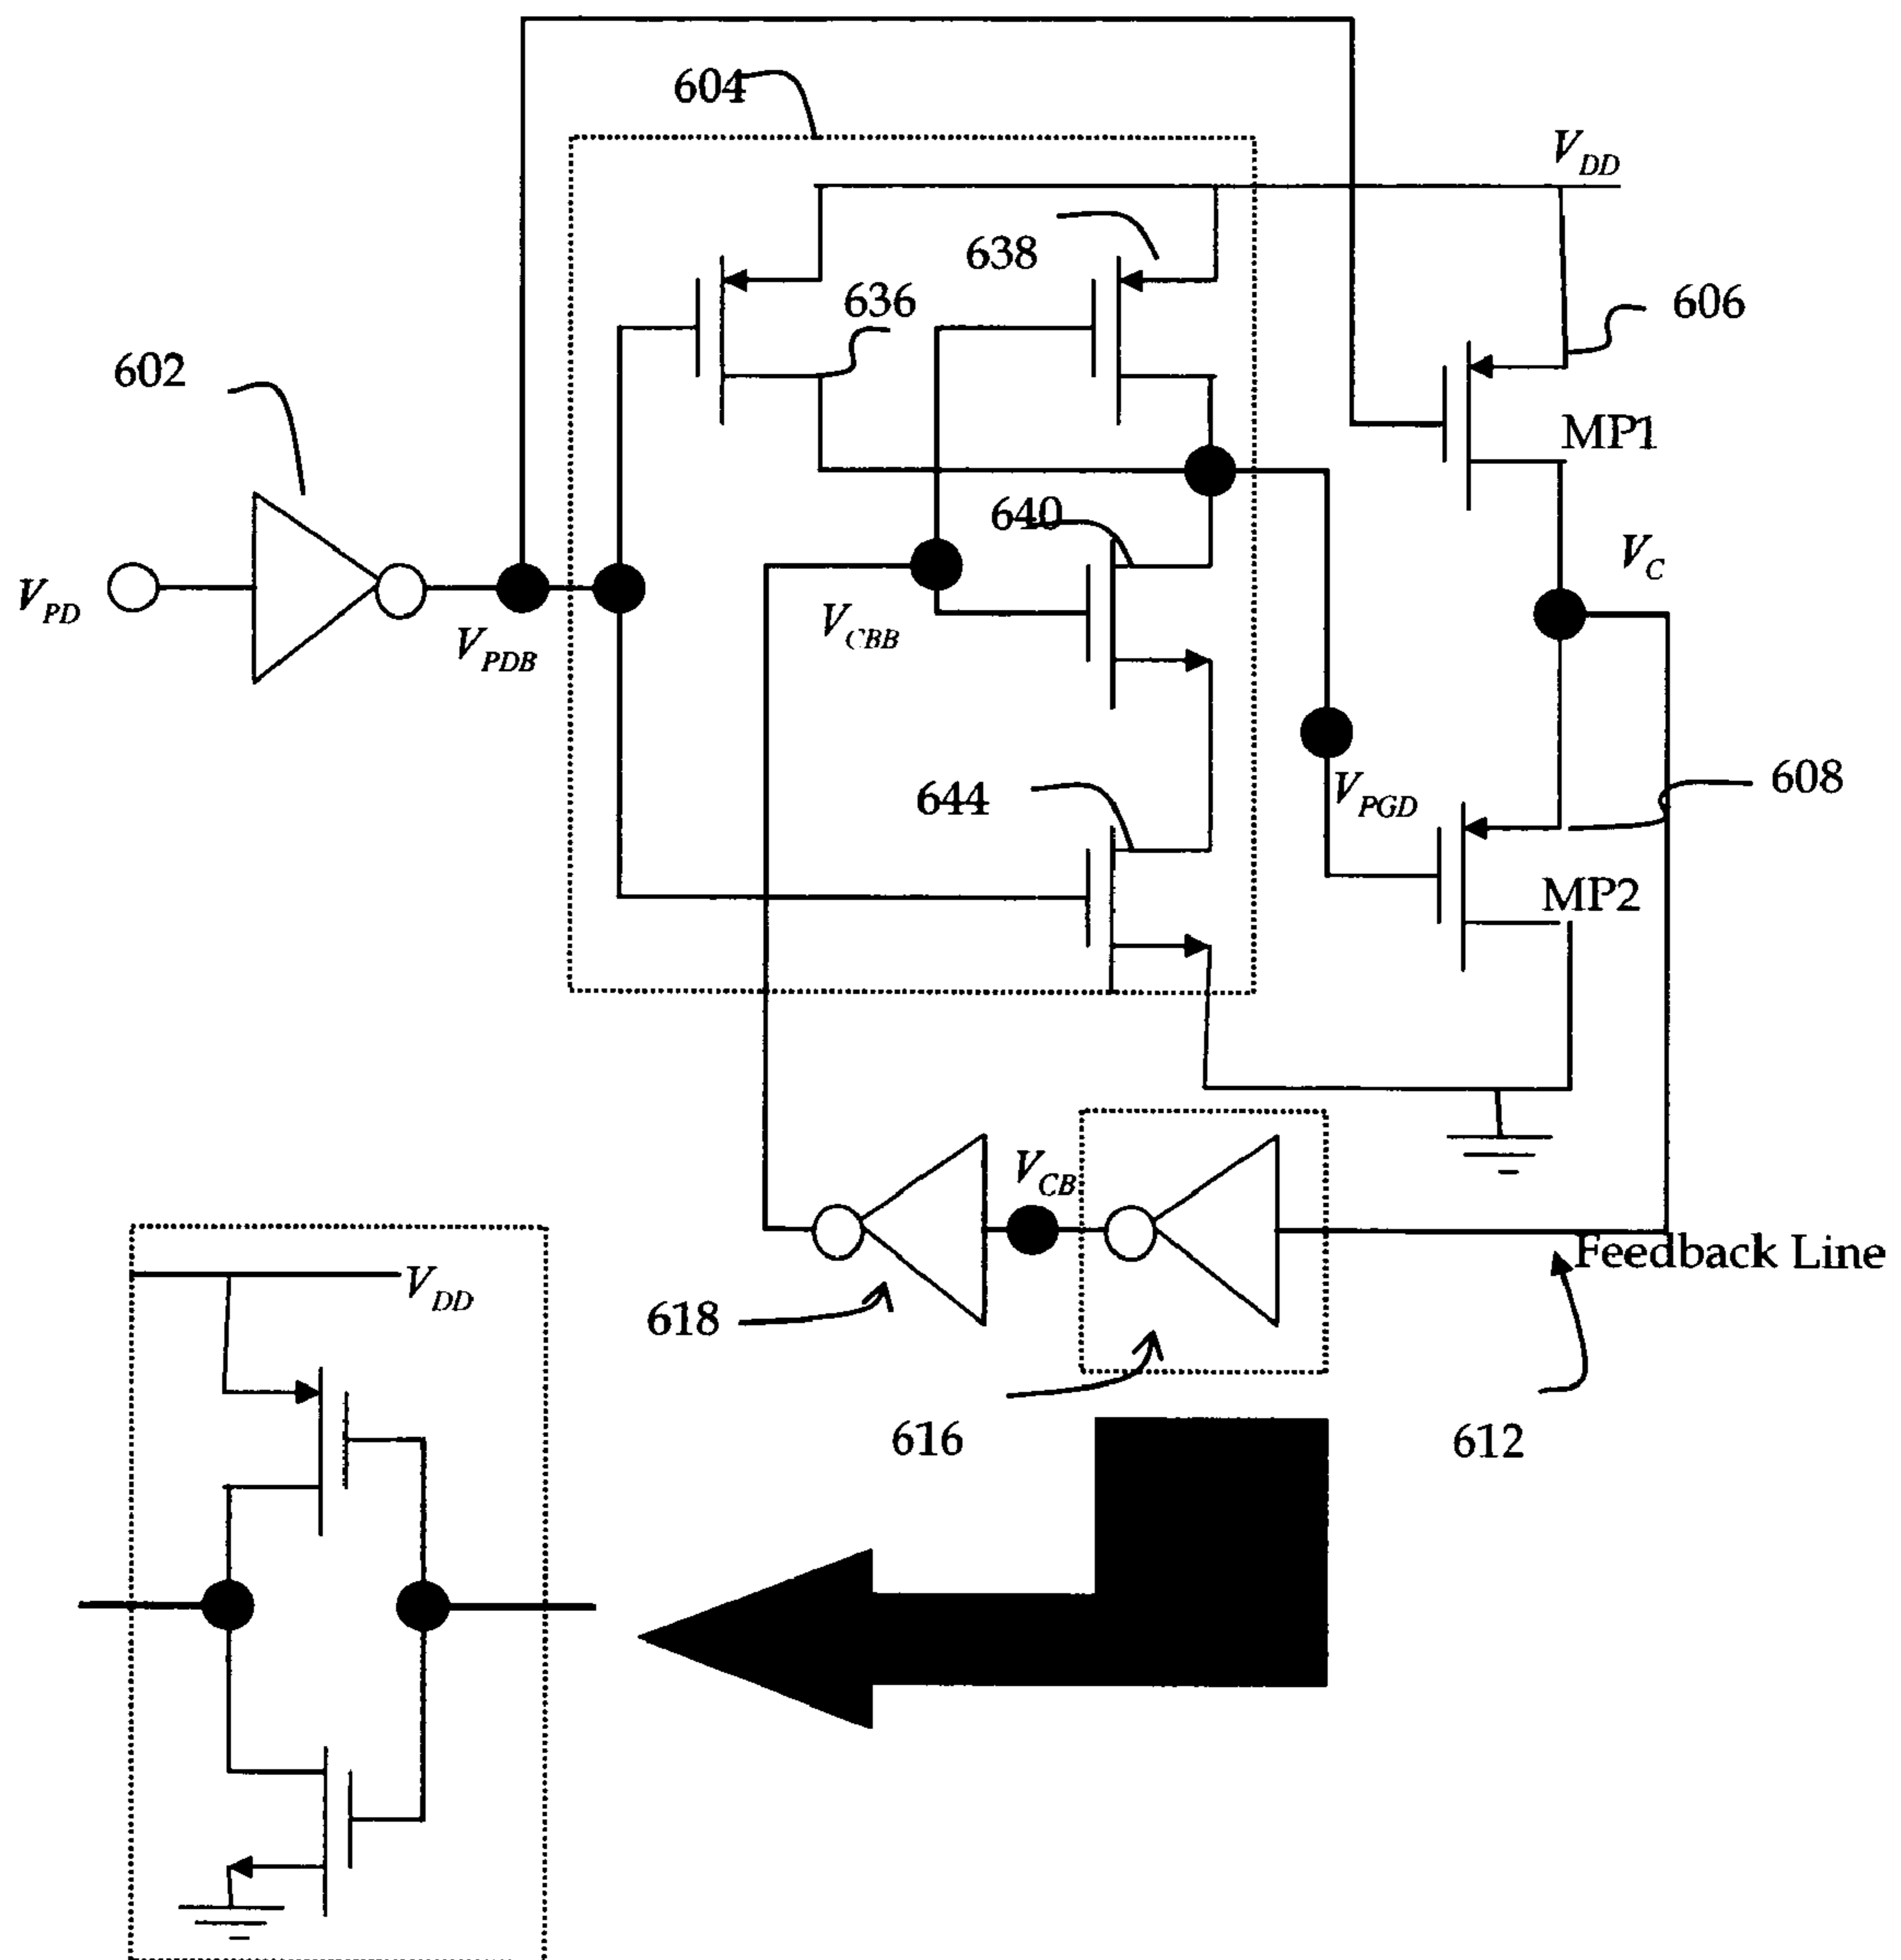 604
V_DD
638
636
606
602
MP1
640
V_C
V_PD
V_PDB
V_CBB
644
V_PGD
608
MP2
V_CB
Feedback Line
V_DD
618
616
612